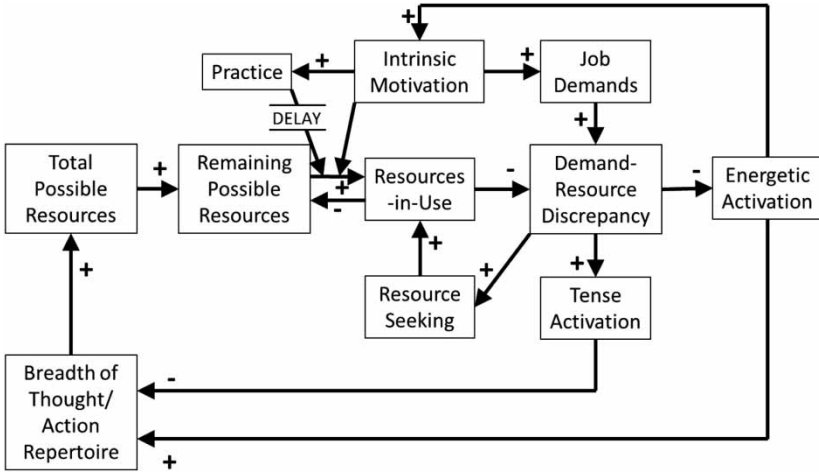 +
+
+
Practice
+
Intrinsic
Motivation
+
Job
Demands
DELAY
+
Total
Possible
Resources
+
Remaining
Possible
Resources
+
-
Resources
-in-Use
-
Demand-
Resource
Discrepancy
-
Energetic
Activation
+
+
+
+
Resource
Seeking
Tense
Activation
Breadth of
Thought/
Action
Repertoire
-
+